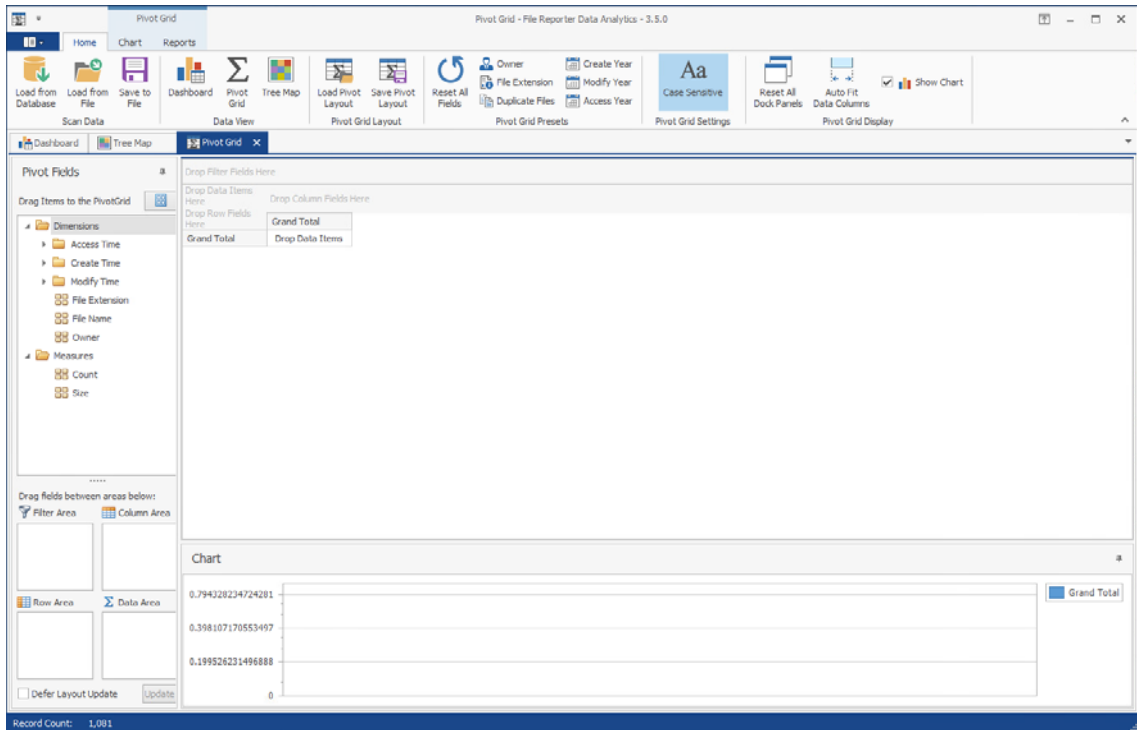 Pivot Grid
Pivot Grid - File Reporter Data Analytics - 3.5.0
Home Chart Reports
Load from Database
Load from File
Save to File
Scan Data
Dashboard
Pivot Grid
Tree Map
Data View
Load Pivot Layout
Save Pivot Layout
Pivot Grid Layout
Reset All Fields
Owner
File Extension
Duplicate Files
Create Year
Modify Year
Access Year
Pivot Grid Presets
Aa
Case Sensitive
Pivot Grid Settings
Reset All Dock Panels
Auto Fit Data Columns
Show Chart
Pivot Grid Display
Dashboard Tree Map Pivot Grid
Pivot Fields
Drag Items to the PivotGrid
Dimensions
Access Time
Create Time
Modify Time
File Extension
File Name
Owner
Measures
Count
Size
Drag fields between areas below:
Filter Area Column Area
Row Area Data Area
Defer Layout Update Update
Drop Filter Fields Here
Drop Data Items Here
Drop Column Fields Here
Drop Row Fields Here
Grand Total
Grand Total Drop Data Items
Chart
0.794328234724281
0.398107170553497
0.199526231496888
0
Grand Total
Record Count: 1,081